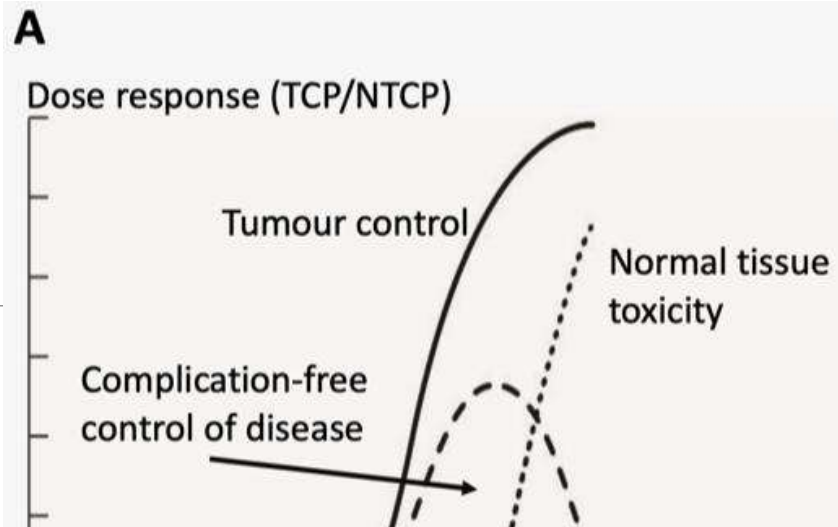 A
Dose response (TCP/NTCP)
Tumour control
Normal tissue
toxicity
Complication-free
control of disease